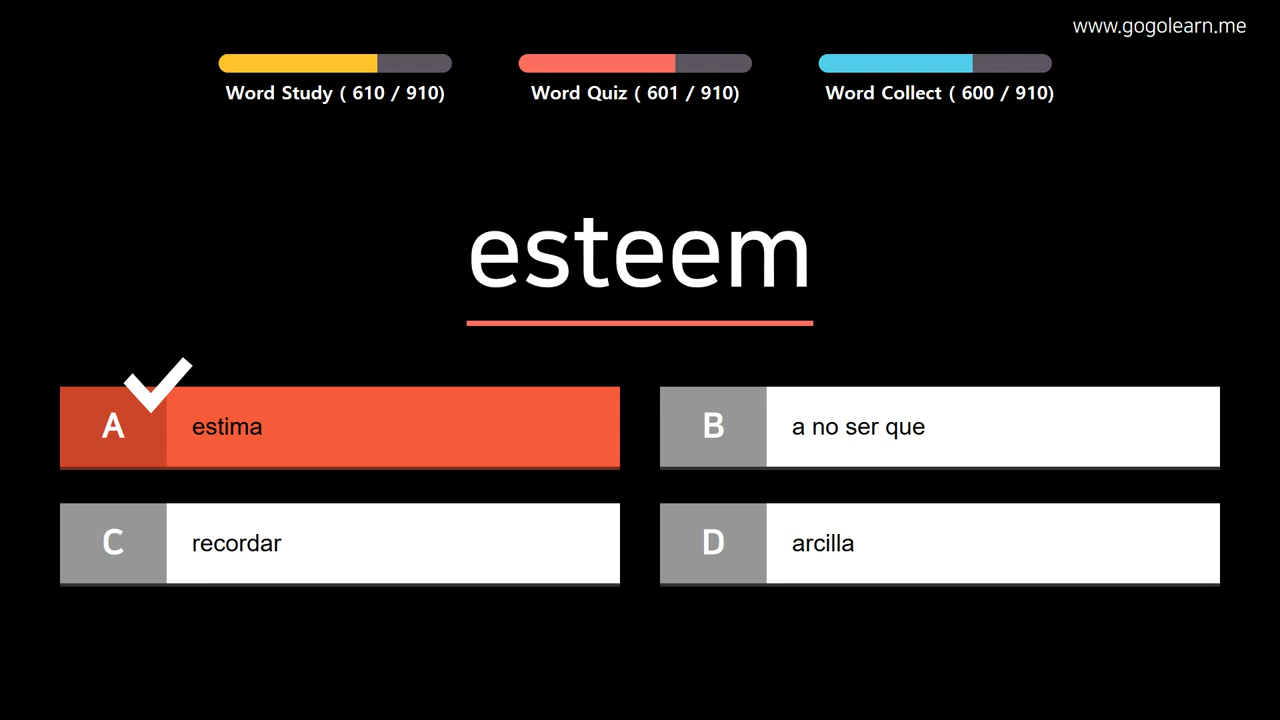 www.gogolearn.me
Word Study ( 610 / 910)
Word Quiz ( 601 / 910)
Word Collect ( 600 / 910)
esteem
A estima
B a no ser que
C recordar
D arcilla